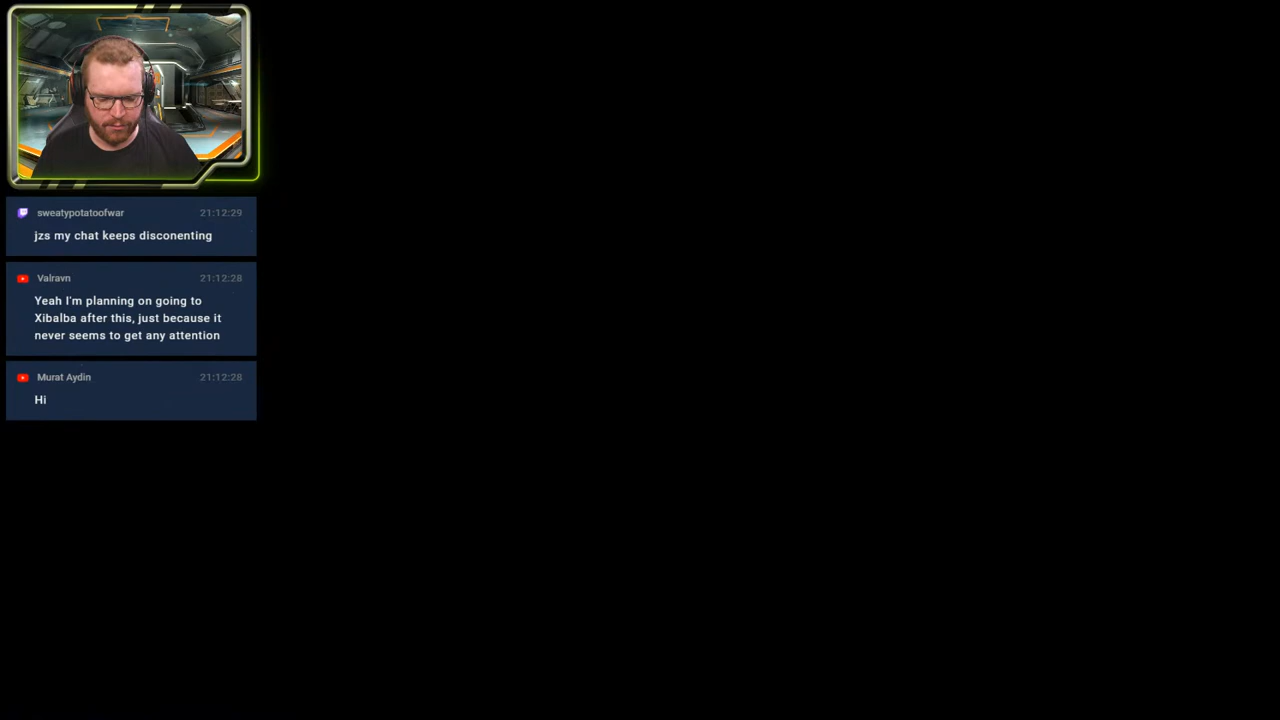 sweatypotatoofwar 21:12:29
jzs my chat keeps disconenting
Valravn 21:12:28
Yeah I'm planning on going to
Xibalba after this, just because it
never seems to get any attention
Murat Aydin 21:12:28
Hi